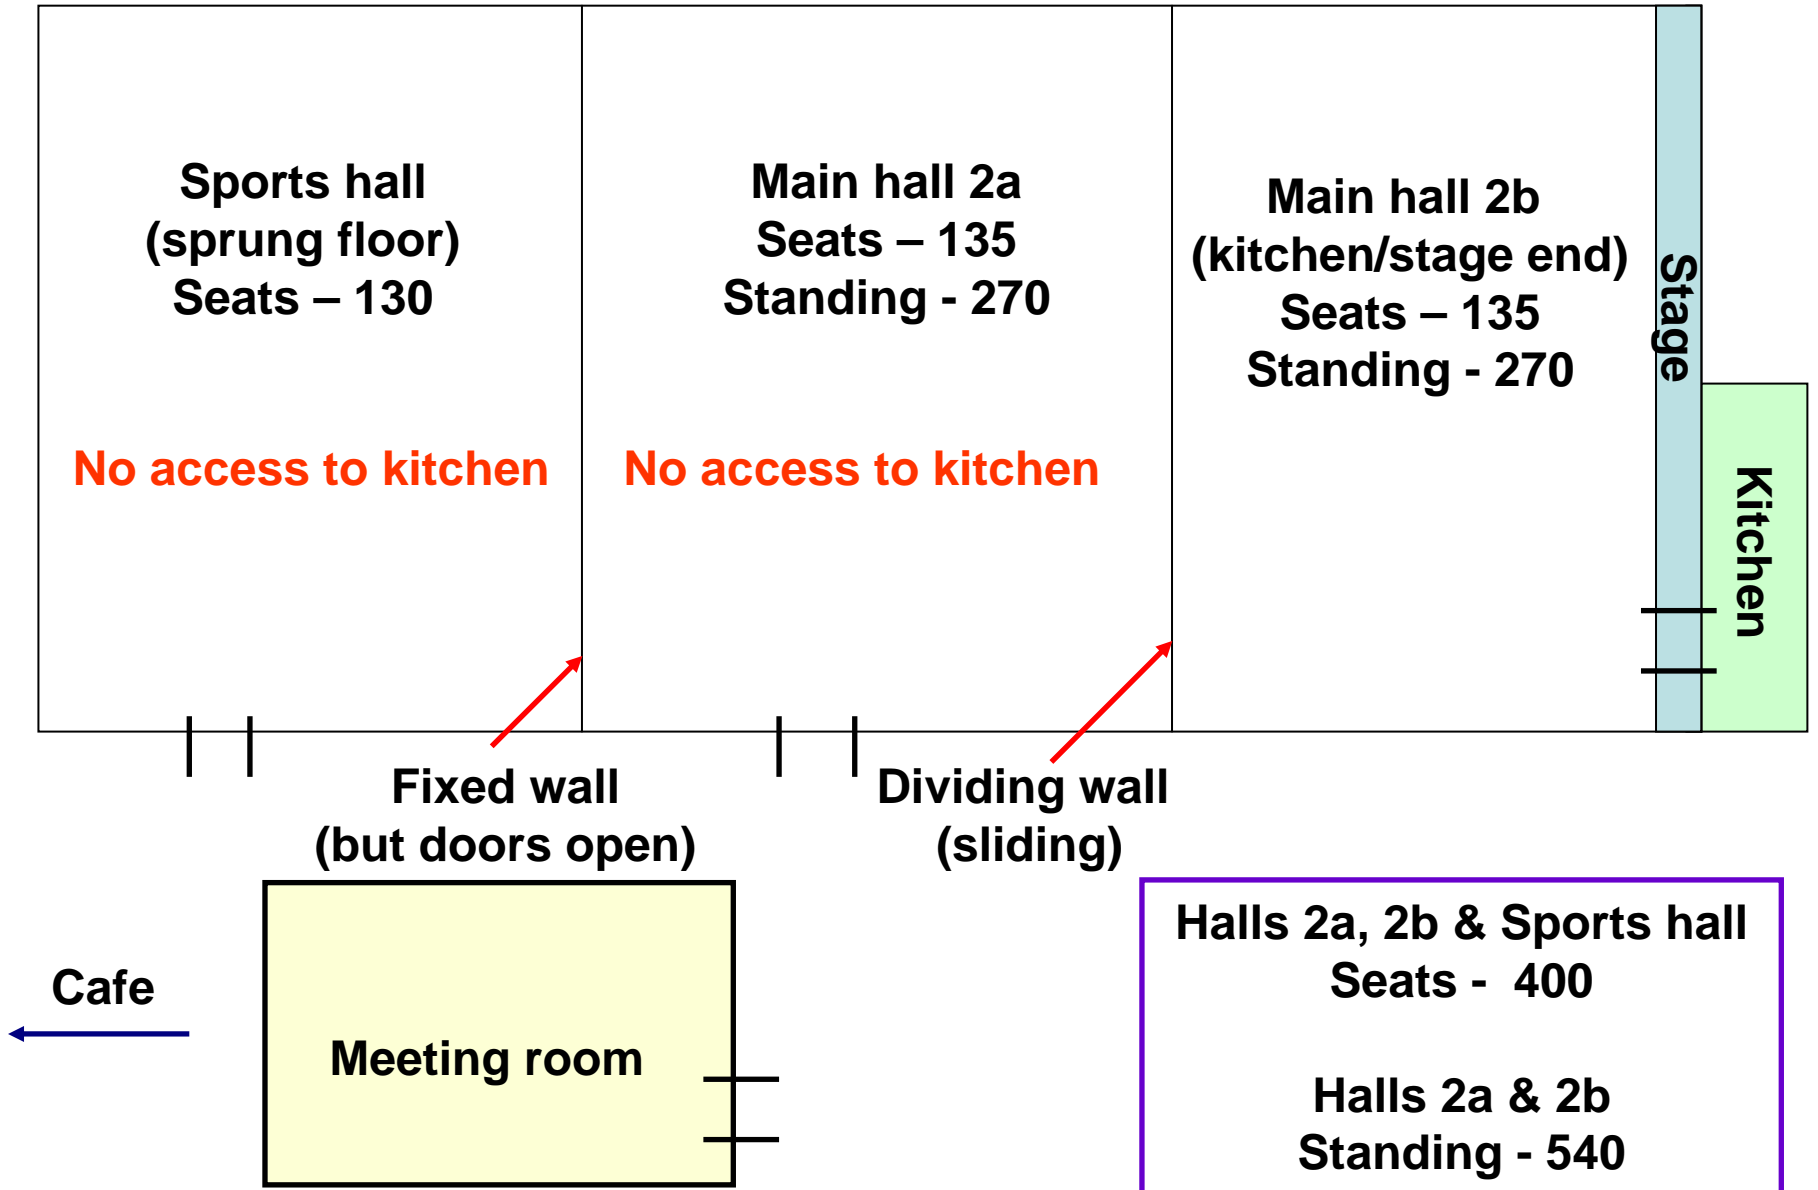 Sports hall
(sprung floor)
Seats – 130
No access to kitchen
Main hall 2a
Seats – 135
Standing - 270
No access to kitchen
Main hall 2b
(kitchen/stage end)
Seats – 135
Standing - 270
Stage
Kitchen
Fixed wall
(but doors open)
Dividing wall
(sliding)
Cafe
Meeting room
Halls 2a, 2b & Sports hall
Seats - 400
Halls 2a & 2b
Standing - 540